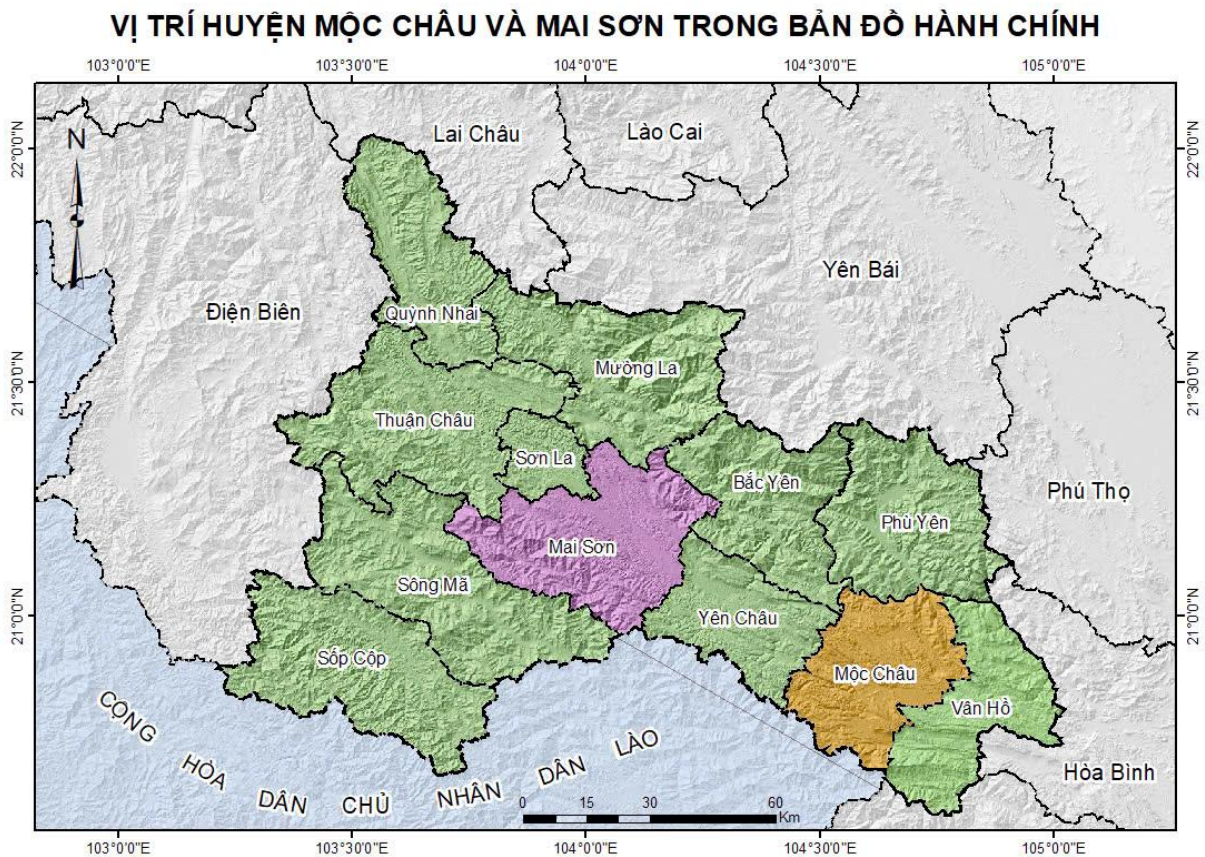 VỊ TRÍ HUYỆN MỘC CHÂU VÀ MAI SƠN TRONG BẢN ĐỒ HÀNH CHÍNH
103°0'0"E 103°30'0"E 104°0'0"E 104°30'0"E 105°0'0"E
22°0'0"N
22°0'0"N
N
Lai Châu
Lào Cai
Yên Bái
Điện Biên
Quỳnh Nhai
Mường La
21°30'0"N
21°30'0"N
Thuận Châu
Sơn La
Bắc Yên
Phú Thọ
Phù Yên
Mai Sơn
Sông Mã
Yên Châu
21°0'0"N
21°0'0"N
Sốp Cộp
Mộc Châu
Vân Hồ
Hòa Bình
CỘNG HÒA DÂN CHỦ NHÂN DÂN LÀO
0 15 30 60
Km
103°0'0"E 103°30'0"E 104°0'0"E 104°30'0"E 105°0'0"E